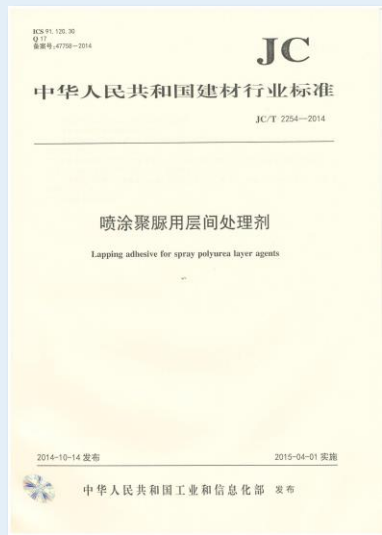 ICS 91.120.30
Q 17
备案号:47758—2014
JC
中华人民共和国建材行业标准
JC/T 2254—2014
喷涂聚脲用层间处理剂
Lapping adhesive for spray polyurea layer agents
2014-10-14 发布
2015-04-01 实施
中华人民共和国工业和信息化部 发布